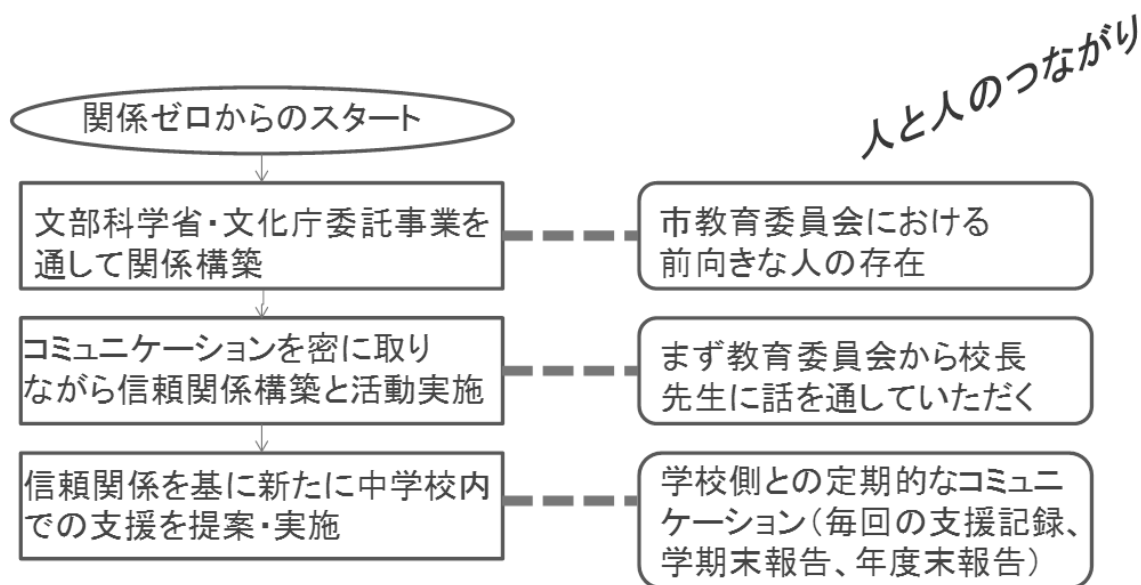 人と人のつながり
関係ゼロからのスタート
文部科学省・文化庁委託事業を
通して関係構築
市教育委員会における
前向きな人の存在
コミュニケーションを密に取り
ながら信頼関係構築と活動実施
まず教育委員会から校長
先生に話を通していただく
信頼関係を基に新たに中学校内
での支援を提案・実施
学校側との定期的なコミュニ
ケーション(毎回の支援記録、
学期末報告、年度末報告)